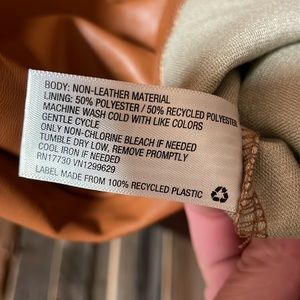 BODY: NON-LEATHER MATERIAL
LINING: 50% POLYESTER / 50% RECYCLED POLYESTER
MACHINE WASH COLD WITH LIKE COLORS
GENTLE CYCLE
ONLY NON-CHLORINE BLEACH IF NEEDED
TUMBLE DRY LOW, REMOVE PROMPTLY
COOL IRON IF NEEDED
RN17730 VN1299629
LABEL MADE FROM 100% RECYCLED PLASTIC